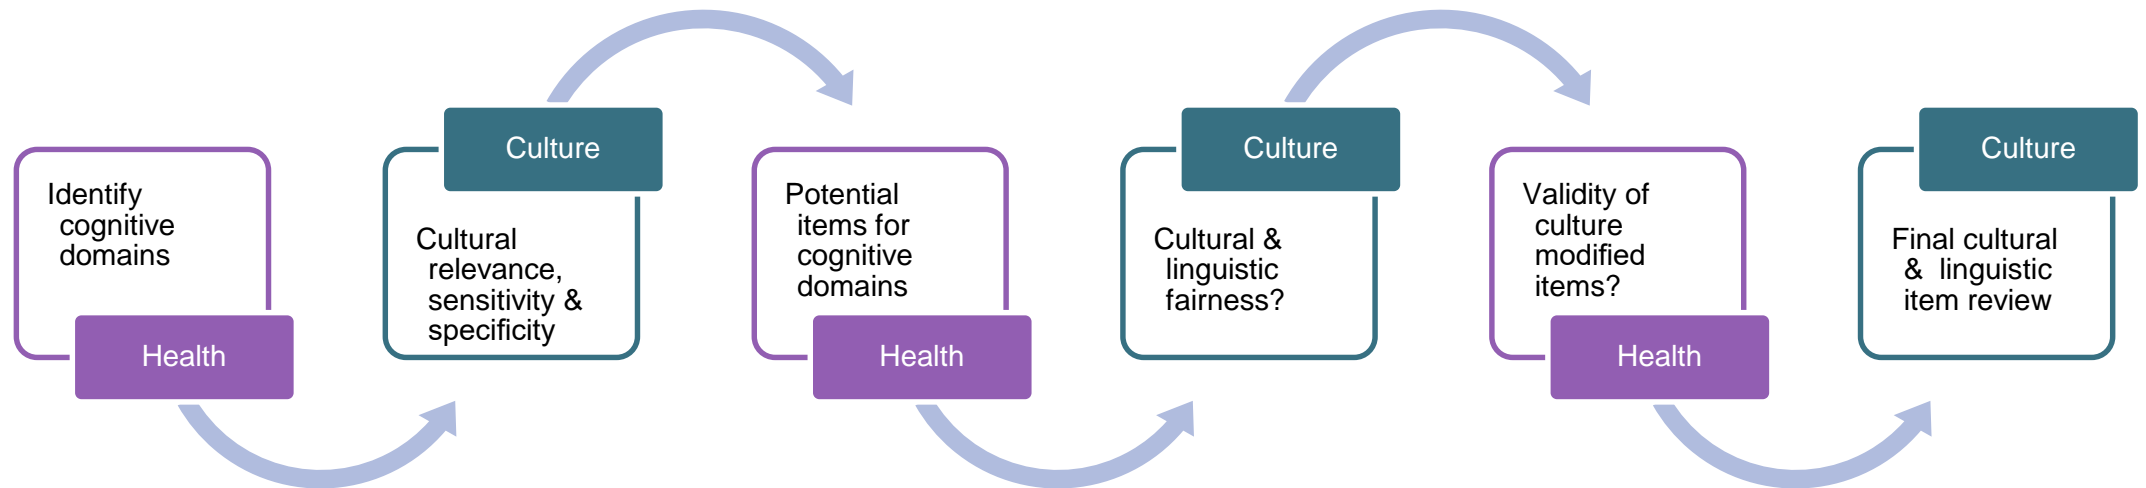 Identify
cognitive
domains
Health
Culture
Cultural
relevance,
sensitivity &
specificity
Potential
items for
cognitive
domains
Health
Culture
Cultural &
linguistic
fairness?
Validity of
culture
modified
items?
Health
Culture
Final cultural
& linguistic
item review